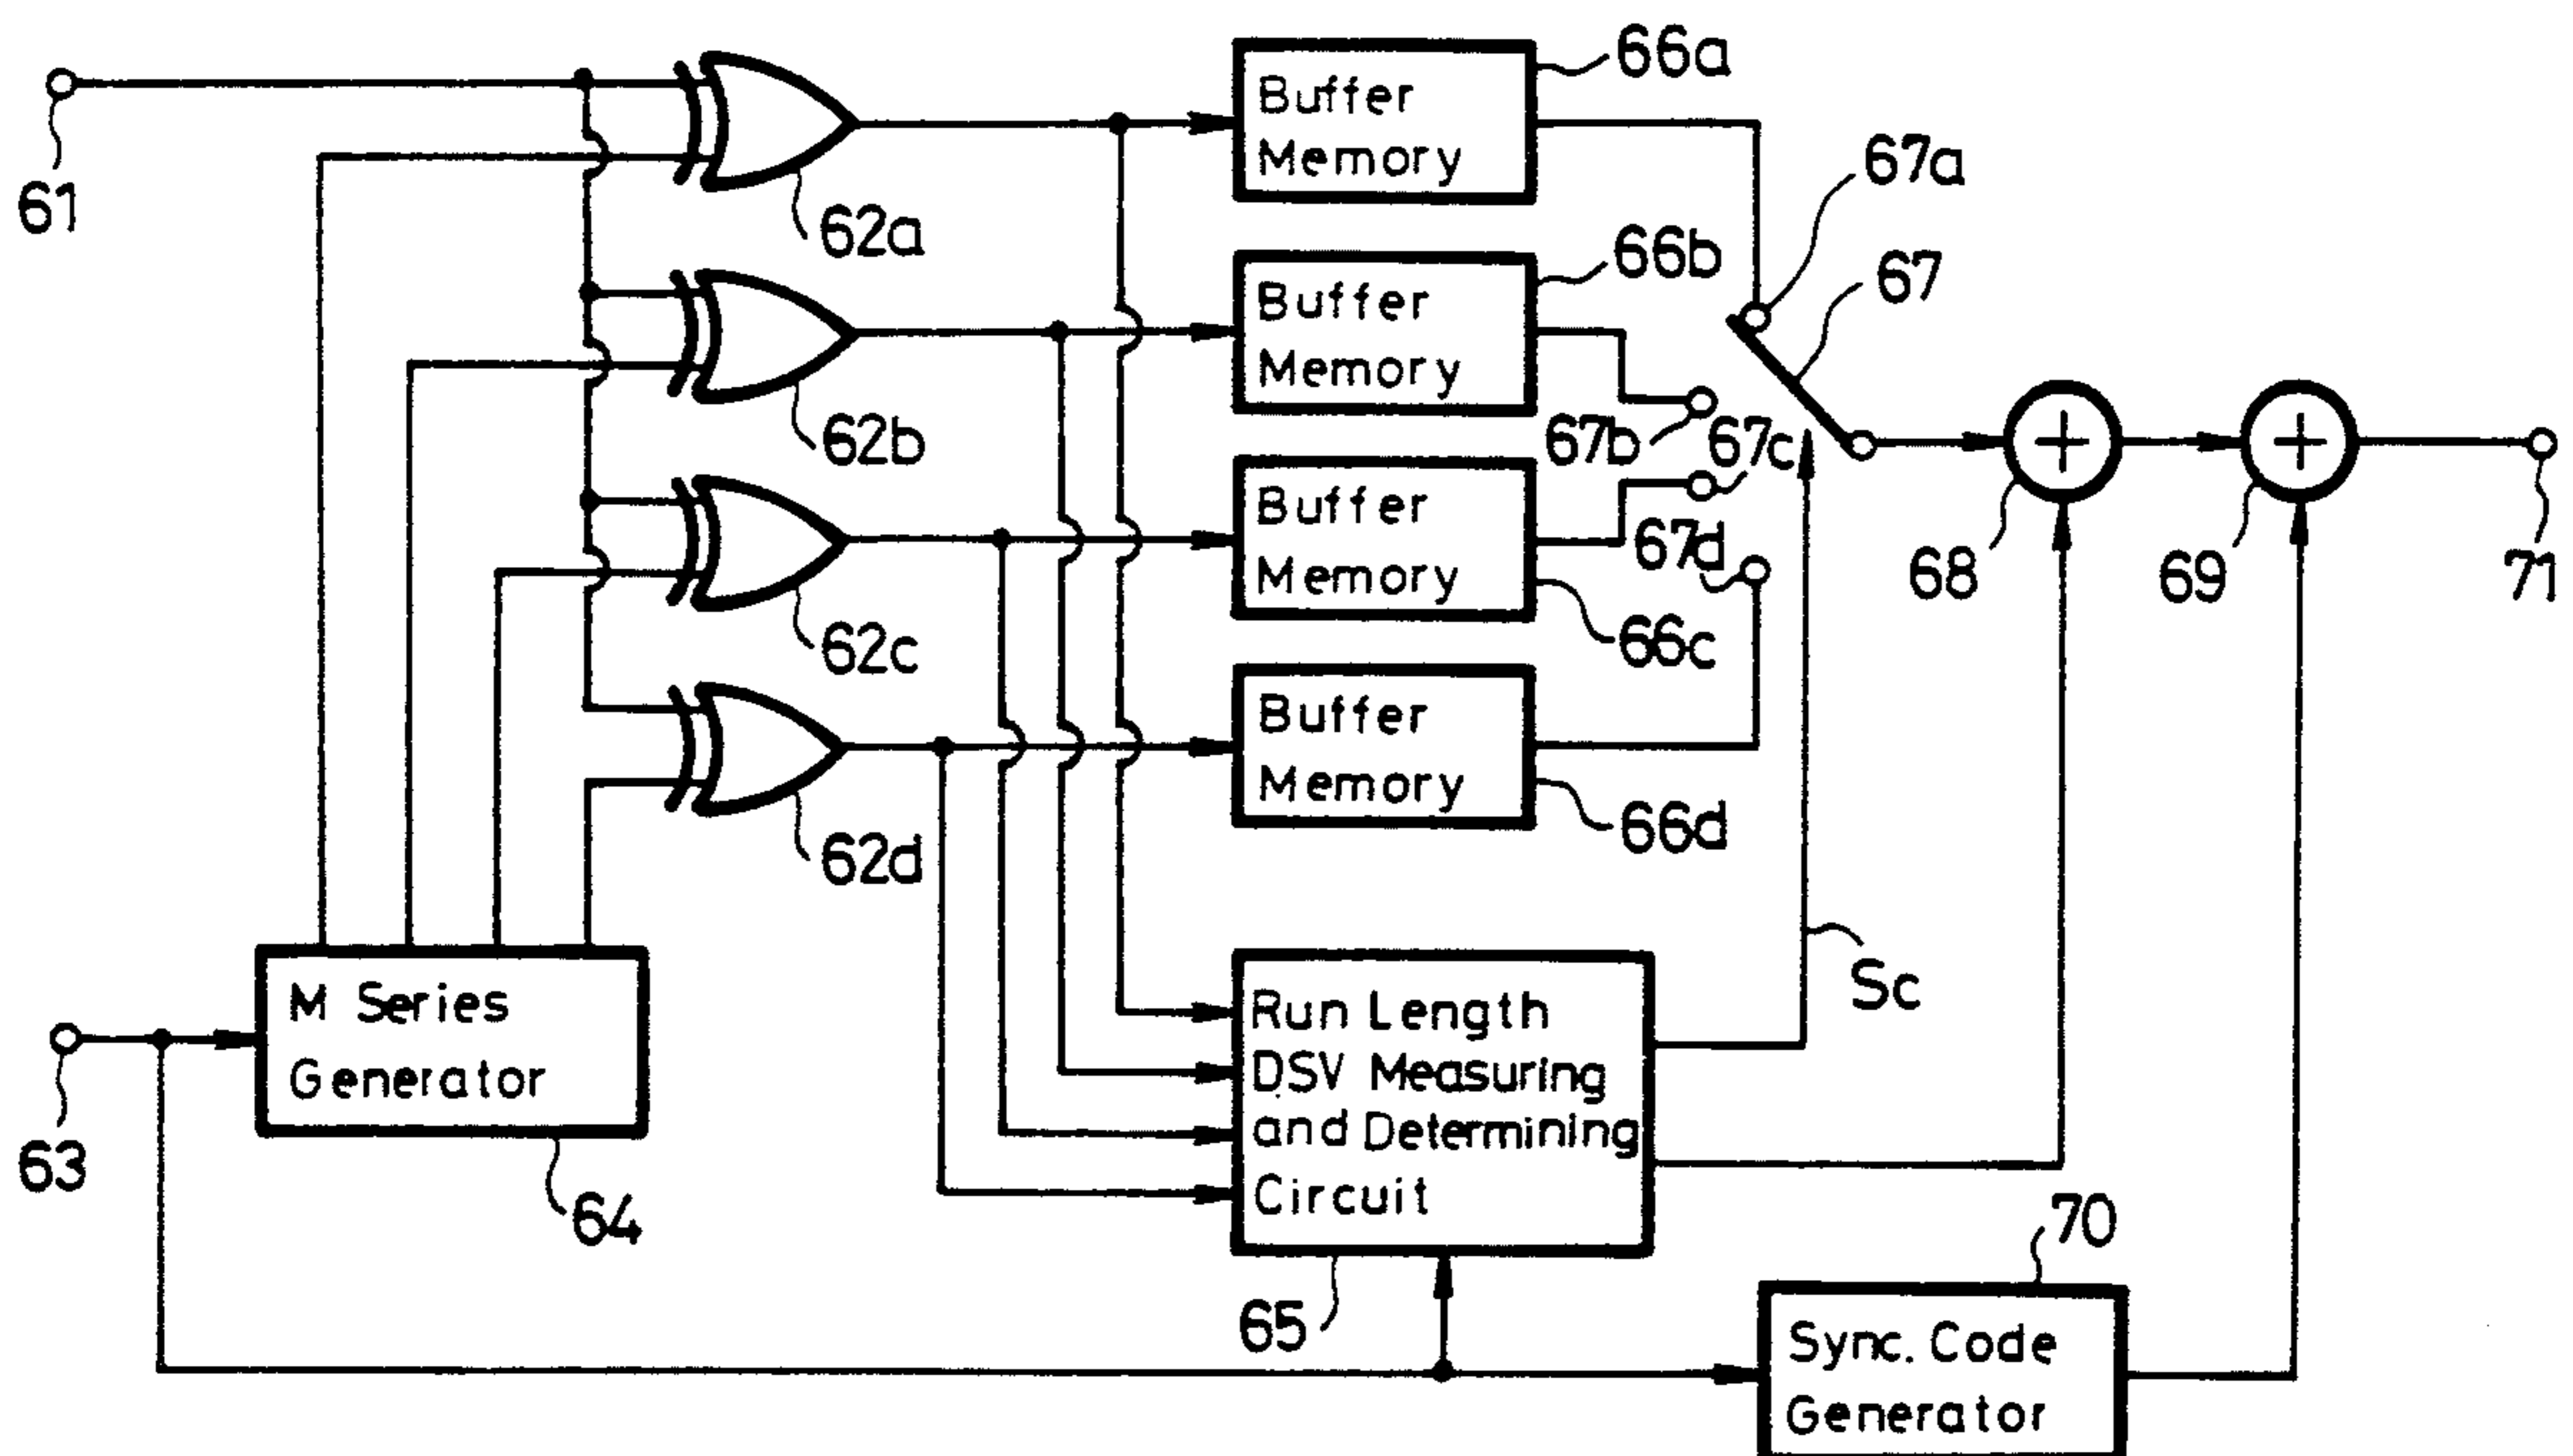 61
62a
62b
62c
62d
63
M Series
Generator
64
Buffer
Memory
66a
Buffer
Memory
66b
Buffer
Memory
66c
Buffer
Memory
66d
67a
67
67b
67c
67d
68
69
71
Sc
Run Length
DSV Measuring
and Determining
Circuit
65
70
Sync. Code
Generator